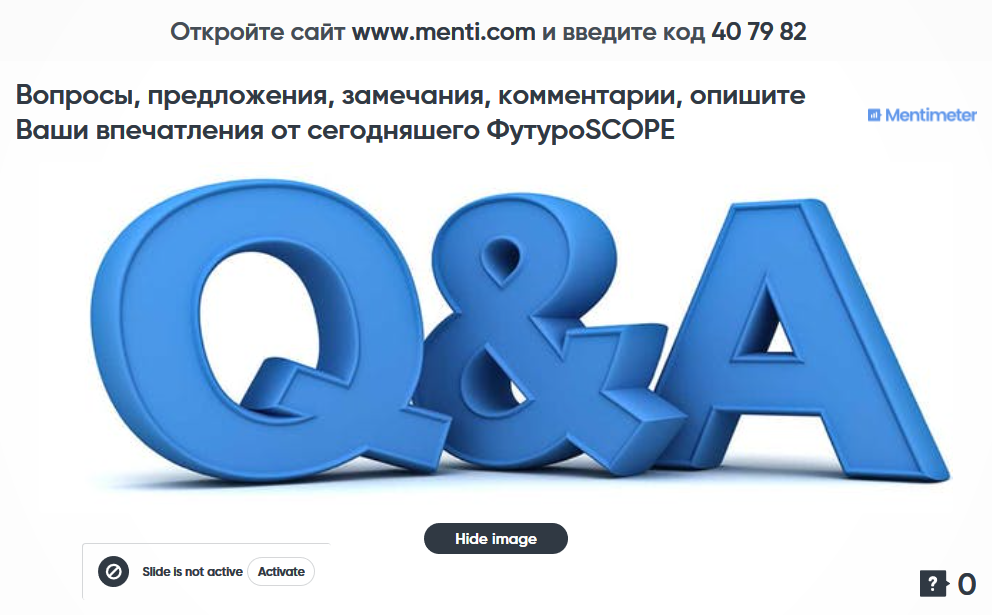 Откройте сайт www.menti.com и введите код 40 79 82
Вопросы, предложения, замечания, комментарии, опишите
Ваши впечатления от сегодняшего ФутуроSCOPE
Mentimeter
Q&A
Hide image
Slide is not active Activate
? 0